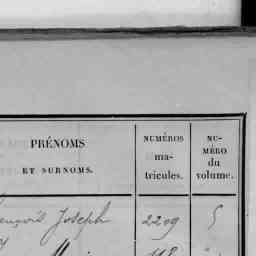 PRÉNOMS
ET SURNOMS.
NUMÉROS
ma-
tricules.
NU-
MÉRO
du
volume.
Joseph 2209 5